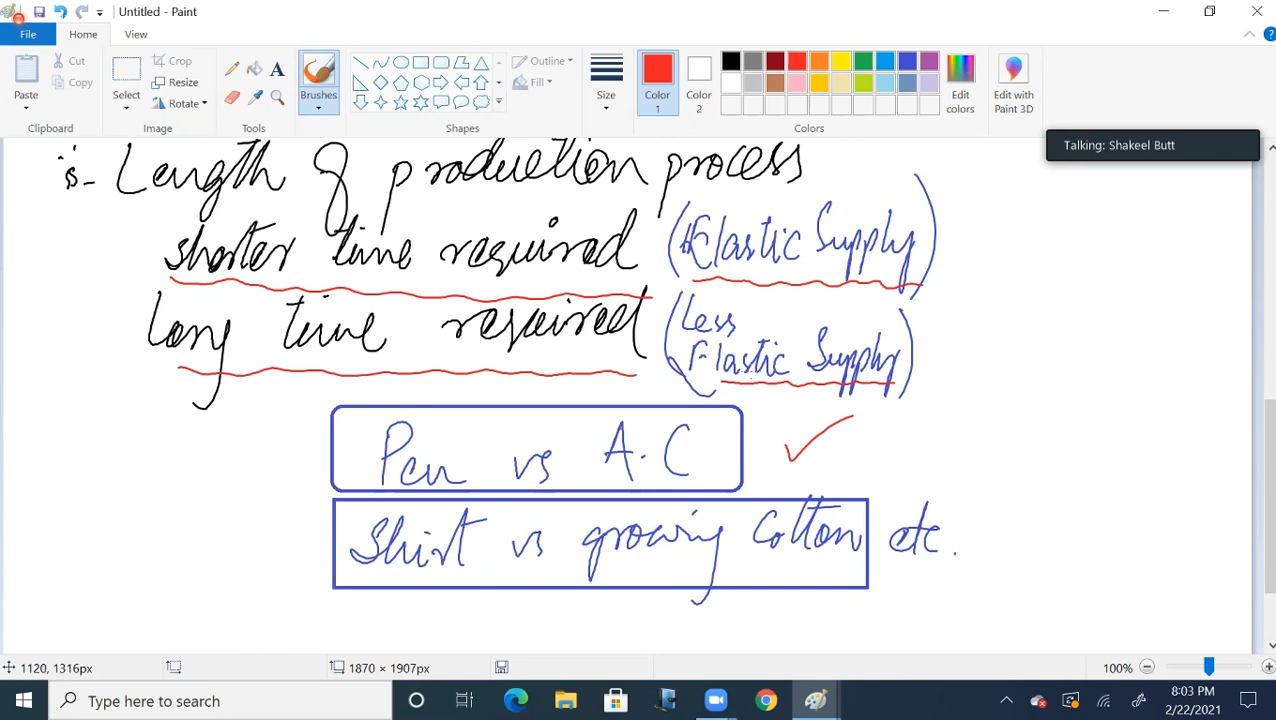 Untitled - Paint
File Home View
Paste Cut Copy Clipboard
Select Crop Resize Rotate Image
Tools
Brushes
Outline Fill Shapes
Size
Color 1 Color 2 Edit colors Edit with Paint 3D Colors
Talking: Shakeel Butt
Length of production process
shorter time required (Elastic Supply)
long time required (Less Elastic Supply)
Pen vs A.C
Shirt vs growing Cotton etc.
1120, 1316px 1870 × 1907px 100%
Type here to search
8:03 PM
2/22/2021